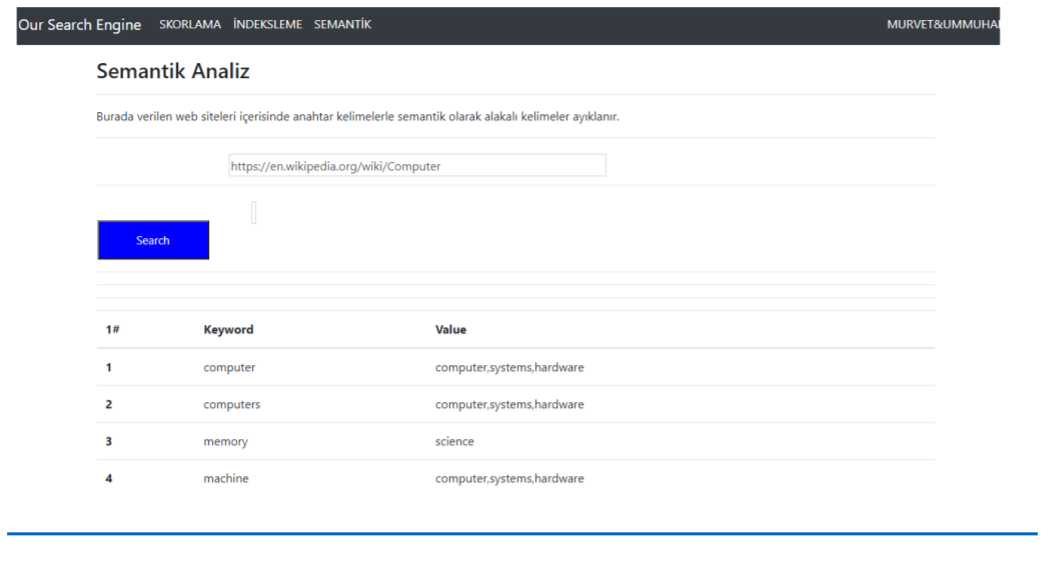 Our Search Engine SKORLAMA İNDEKSLEME SEMANTİK MURVET&UMMUHA
Semantik Analiz
Burada verilen web siteleri içerisinde anahtar kelimelerle semantik olarak alakalı kelimeler ayıklanır.
https://en.wikipedia.org/wiki/Computer
Search
1# Keyword Value
1 computer computer,systems,hardware
2 computers computer,systems,hardware
3 memory science
4 machine computer,systems,hardware